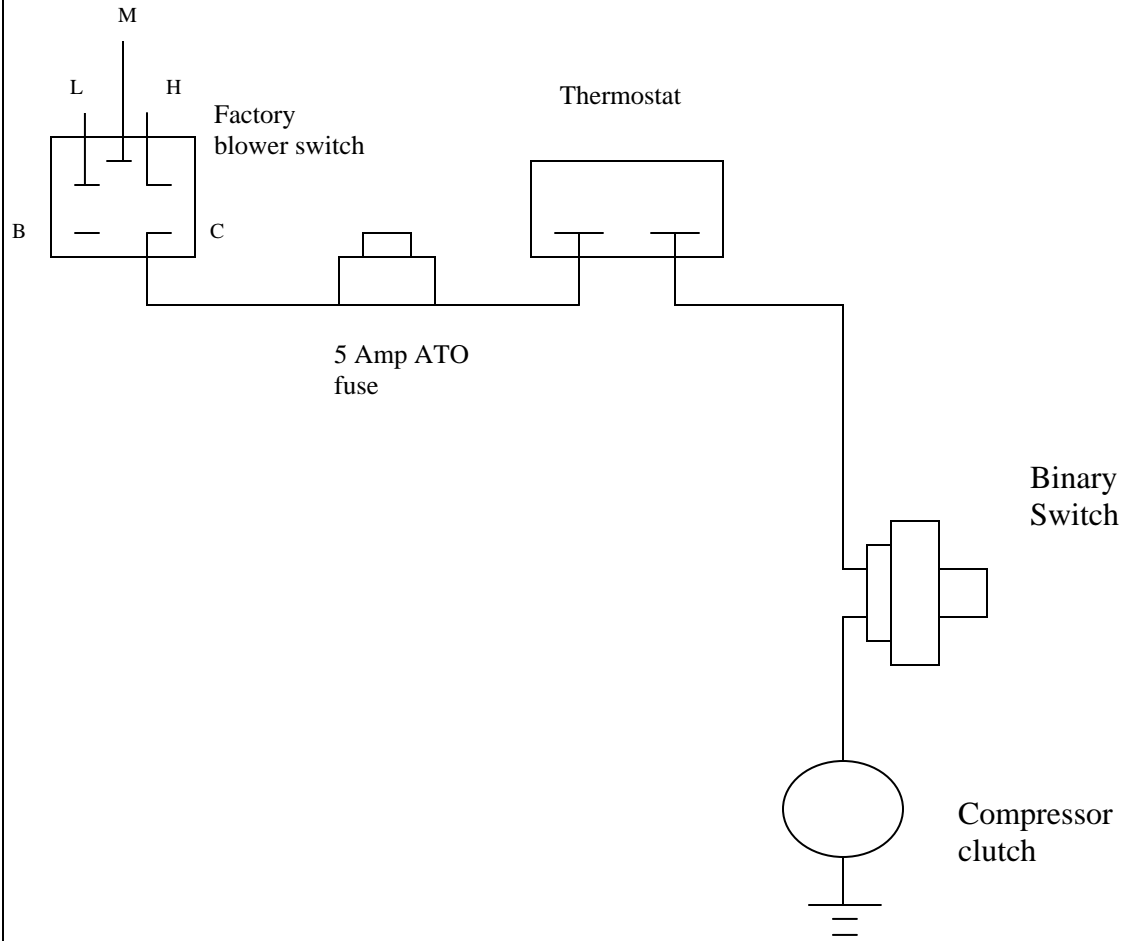 M
L
H
Factory
blower switch
Thermostat
B
C
5 Amp ATO
fuse
Binary
Switch
Compressor
clutch